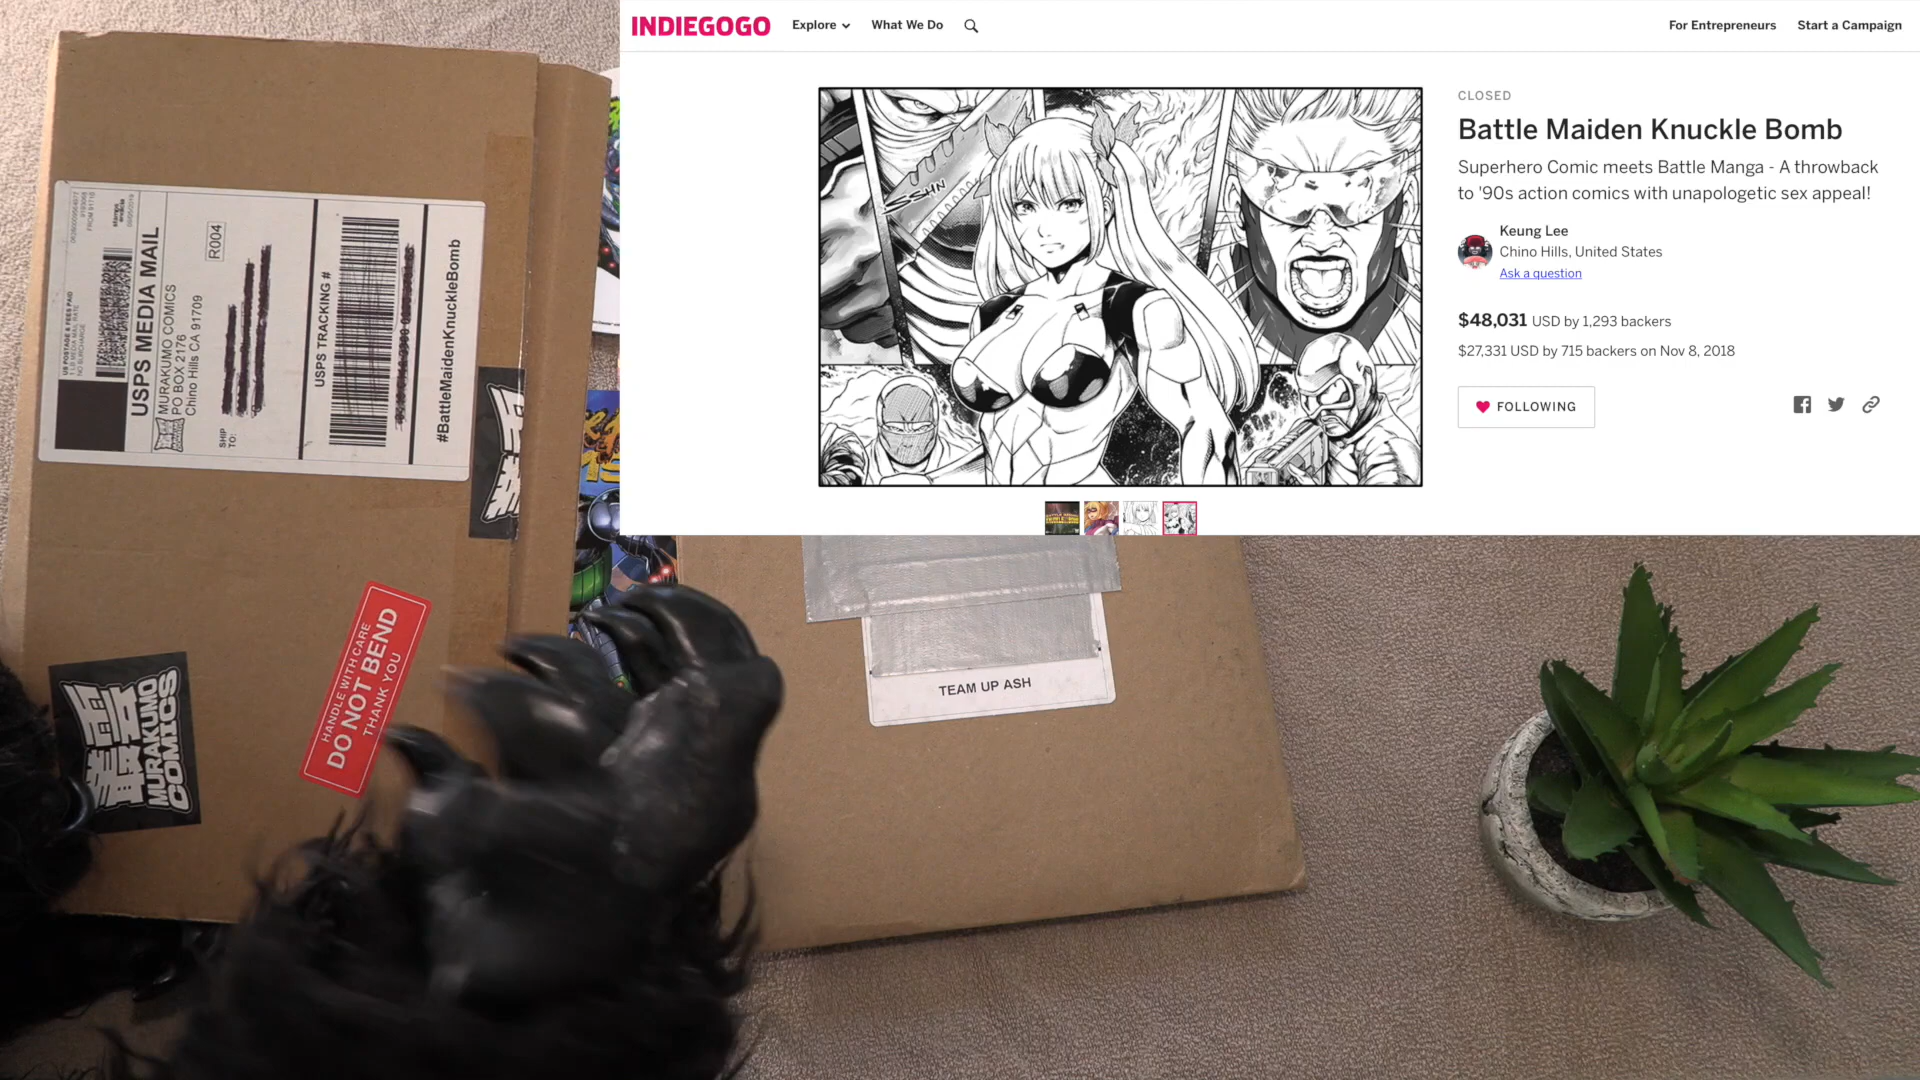 INDIEGOGO
Explore
What We Do
For Entrepreneurs
Start a Campaign
CLOSED
Battle Maiden Knuckle Bomb
Superhero Comic meets Battle Manga - A throwback
to '90s action comics with unapologetic sex appeal!
Keung Lee
Chino Hills, United States
Ask a question
$48,031 USD by 1,293 backers
$27,331 USD by 715 backers on Nov 8, 2018
FOLLOWING
SSHN
US POSTAGE & FEES PAID
USPS MEDIA MAIL
MURAKUMO COMICS
PO BOX 2176
Chino Hills CA 91709
R004
SHIP
TO:
USPS TRACKING #
#BattleMaidenKnuckleBomb
HANDLE WITH CARE
DO NOT BEND
THANK YOU
MURAKUMO
COMICS
TEAM UP ASH